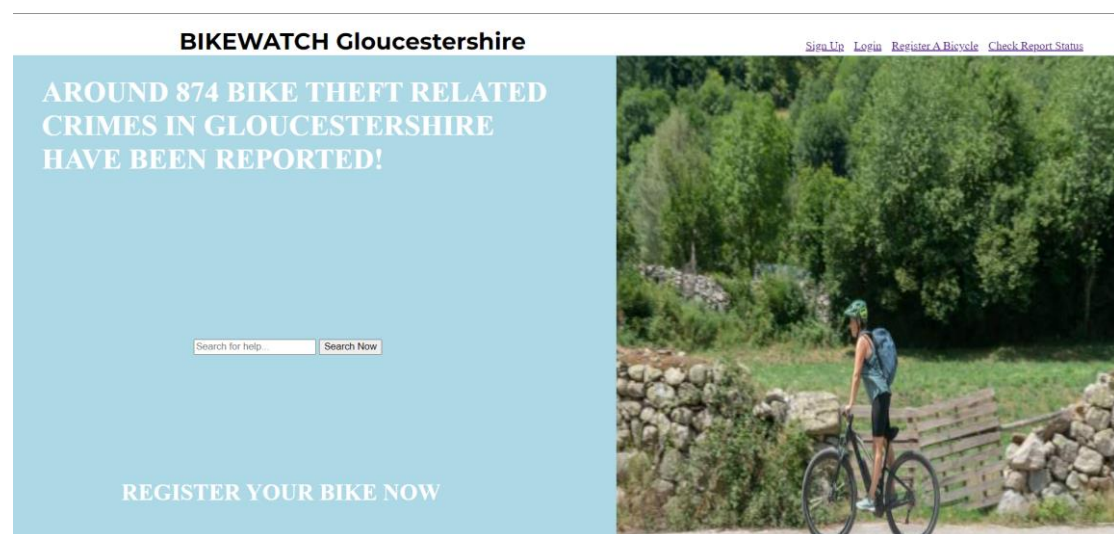 BIKEWATCH Gloucestershire
Sign Up Login Register A Bicycle Check Report Status
AROUND 874 BIKE THEFT RELATED
CRIMES IN GLOUCESTERSHIRE
HAVE BEEN REPORTED!
Search for help... Search Now
REGISTER YOUR BIKE NOW